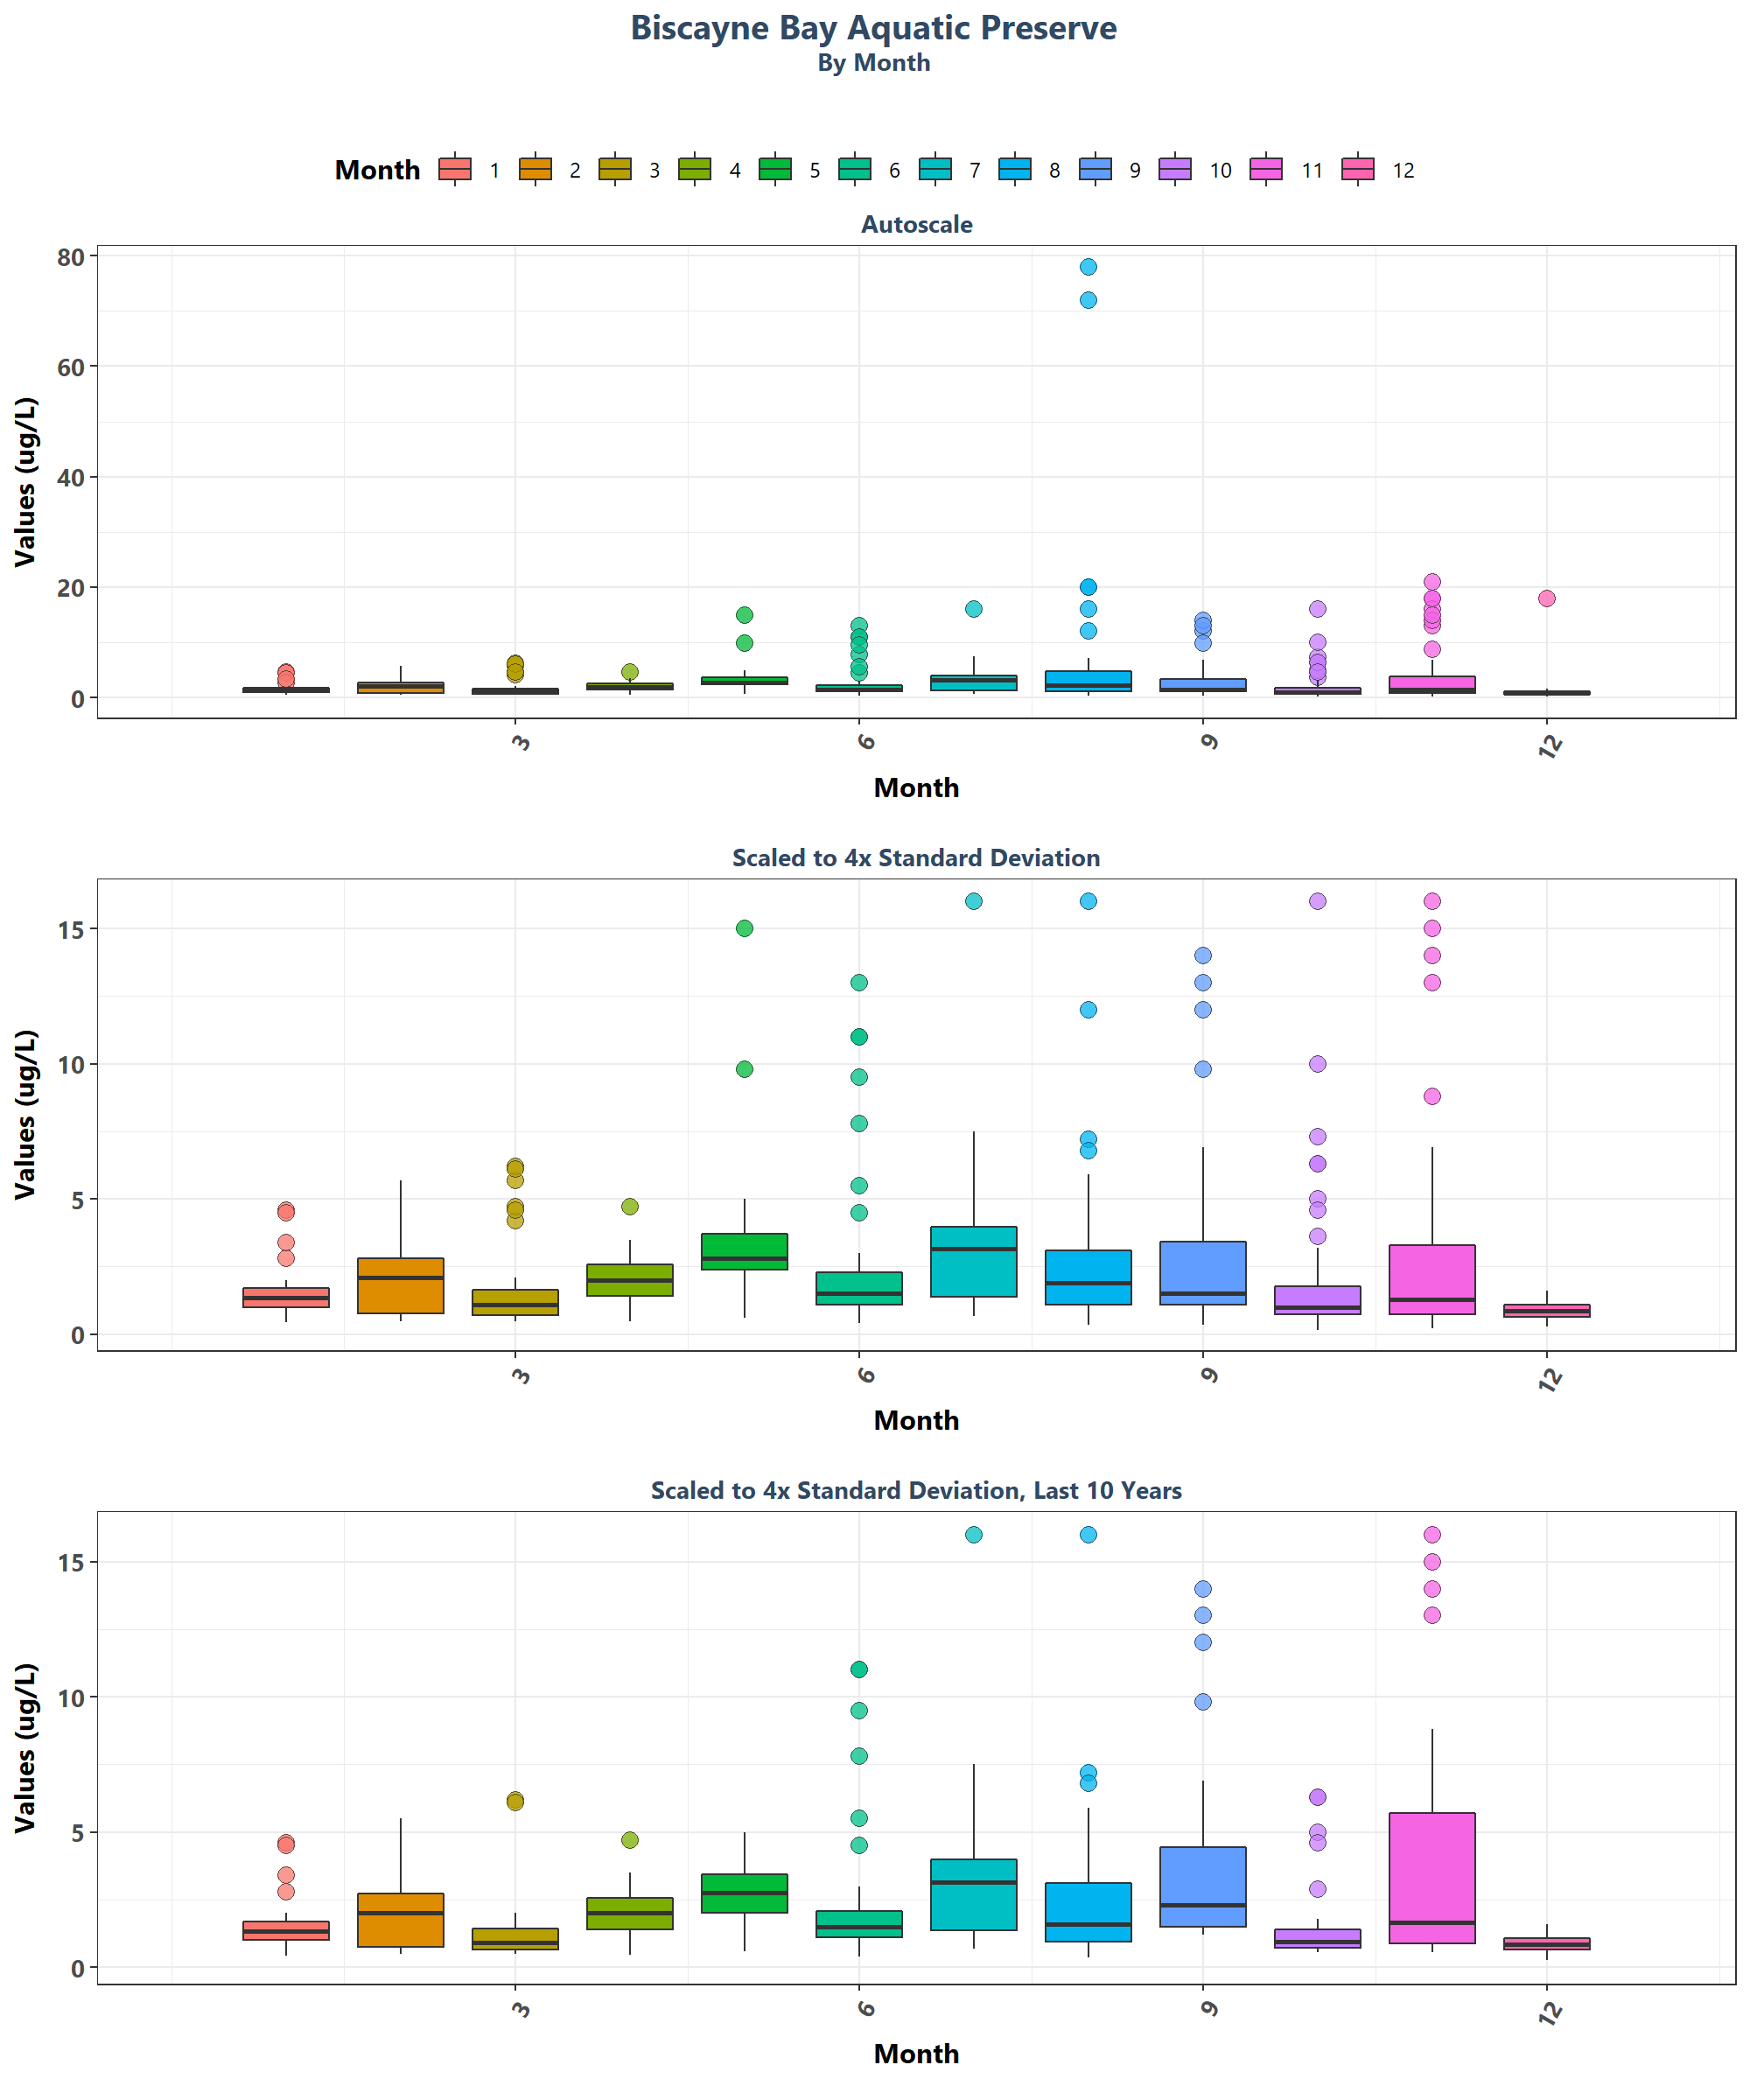 Biscayne Bay Aquatic Preserve
By Month
Month 1 2 3 4 5 6 7 8 9 10 11 12
Autoscale
Values (ug/L)
80
60
40
20
0
3 6 9 12
Month
Scaled to 4x Standard Deviation
Values (ug/L)
15
10
5
0
3 6 9 12
Month
Scaled to 4x Standard Deviation, Last 10 Years
Values (ug/L)
15
10
5
0
3 6 9 12
Month